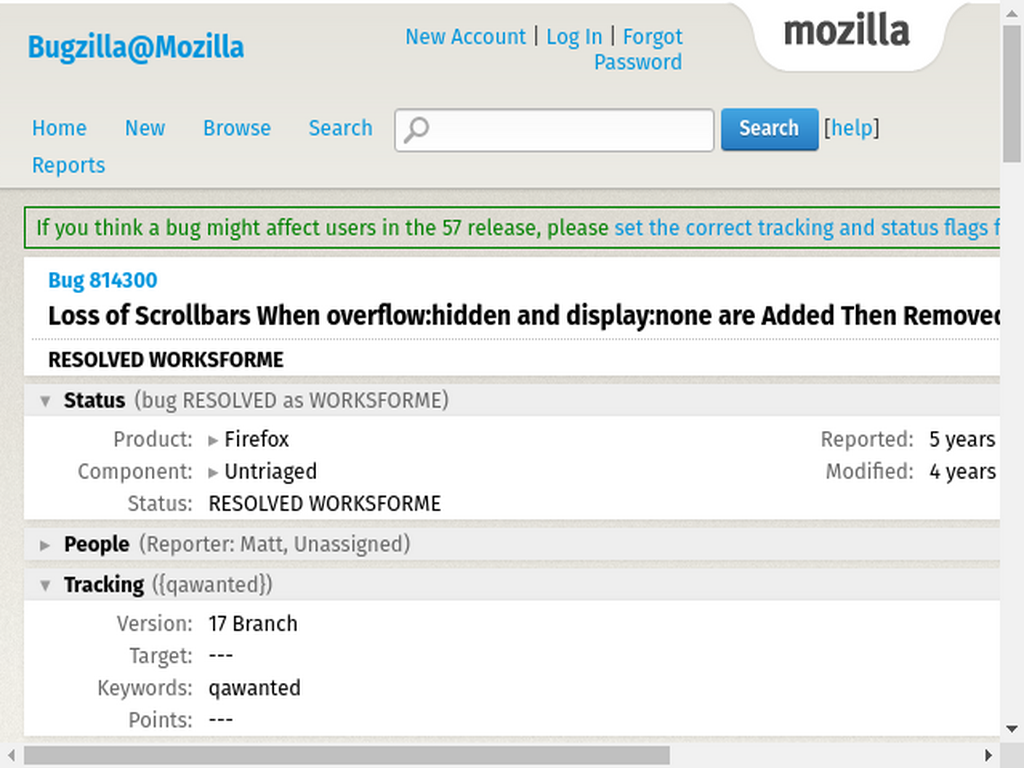 Bugzilla@Mozilla
New Account | Log In | Forgot
Password
mozilla
Home New Browse Search Search [help]
Reports
If you think a bug might affect users in the 57 release, please set the correct tracking and status flags
Bug 814300
Loss of Scrollbars When overflow:hidden and display:none are Added Then Removed
RESOLVED WORKSFORME
▾ Status (bug RESOLVED as WORKSFORME)
Product: ▸ Firefox Reported: 5 years
Component: ▸ Untriaged Modified: 4 years
Status: RESOLVED WORKSFORME
▸ People (Reporter: Matt, Unassigned)
▾ Tracking ({qawanted})
Version: 17 Branch
Target: ---
Keywords: qawanted
Points: ---